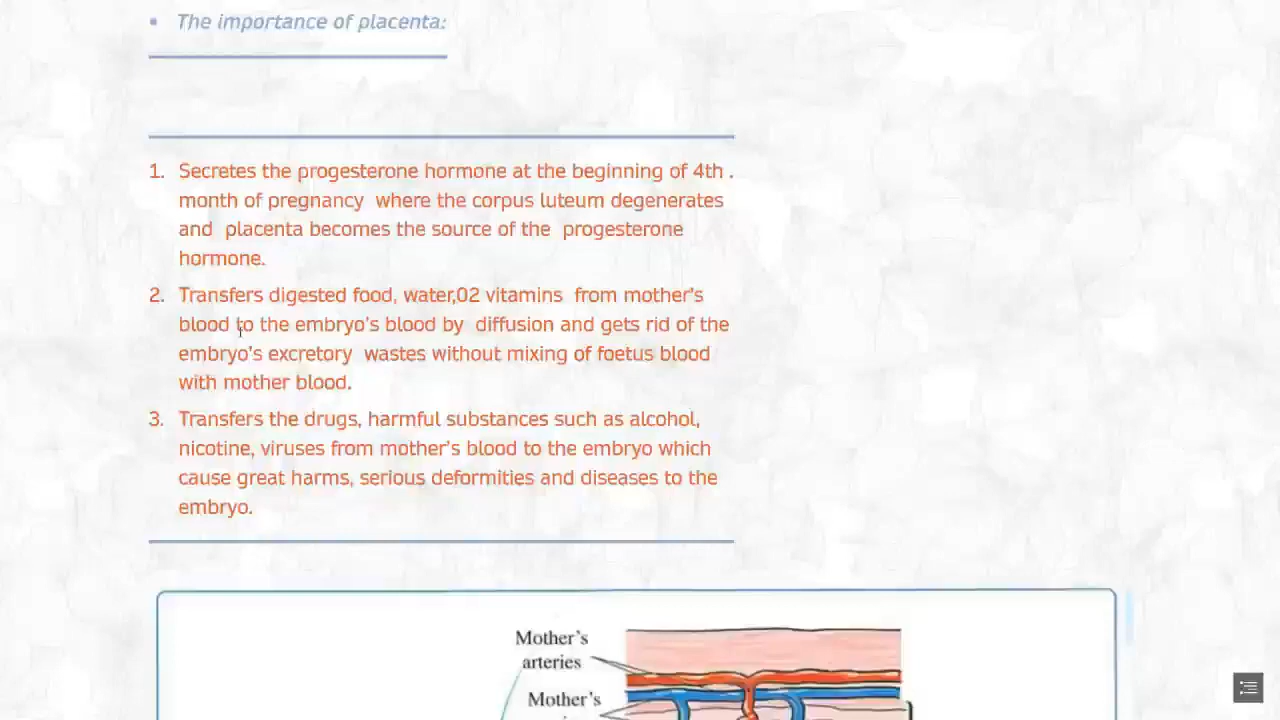 • The importance of placenta:
1. Secretes the progesterone hormone at the beginning of 4th .
month of pregnancy where the corpus luteum degenerates
and placenta becomes the source of the progesterone
hormone.
2. Transfers digested food, water,O2 vitamins from mother's
blood to the embryo's blood by diffusion and gets rid of the
embryo's excretory wastes without mixing of foetus blood
with mother blood.
3. Transfers the drugs, harmful substances such as alcohol,
nicotine, viruses from mother's blood to the embryo which
cause great harms, serious deformities and diseases to the
embryo.
Mother's
arteries
Mother's